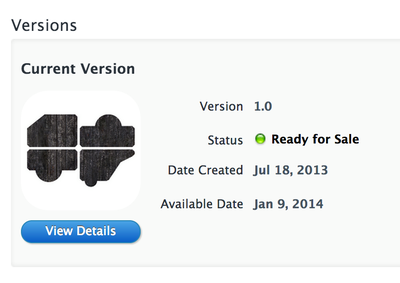 Versions
Current Version
Version 1.0
Status Ready for Sale
Date Created Jul 18, 2013
Available Date Jan 9, 2014
View Details